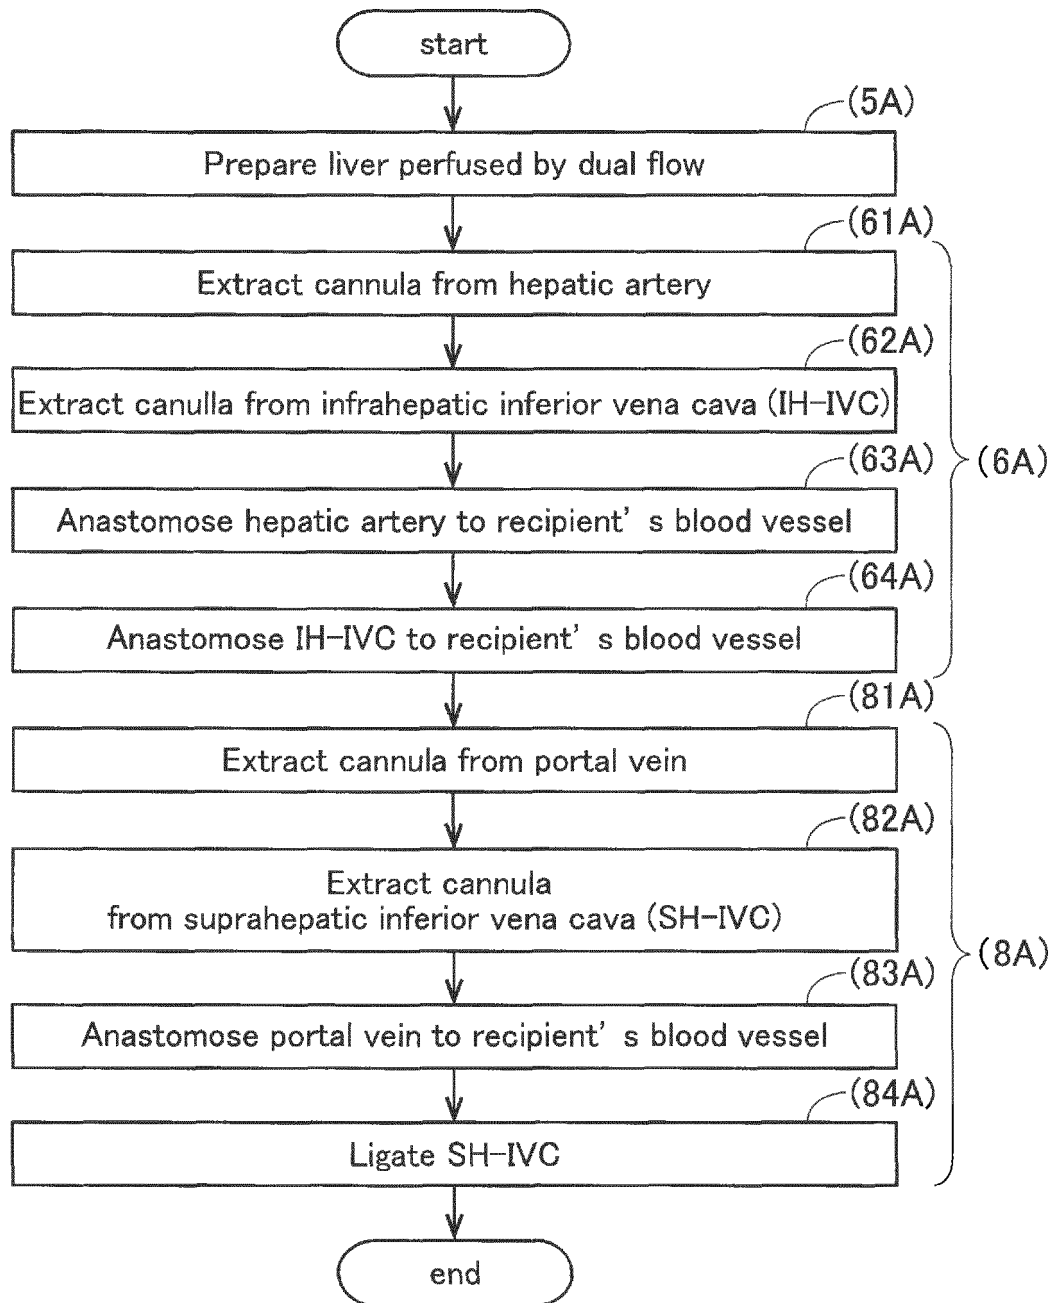 start
(5A)
Prepare liver perfused by dual flow
(61A)
Extract cannula from hepatic artery
(62A)
Extract canulla from infrahepatic inferior vena cava (IH-IVC)
(63A)
Anastomose hepatic artery to recipient's blood vessel
(6A)
(64A)
Anastomose IH-IVC to recipient's blood vessel
(81A)
Extract cannula from portal vein
(82A)
Extract cannula
from suprahepatic inferior vena cava (SH-IVC)
(8A)
(83A)
Anastomose portal vein to recipient's blood vessel
(84A)
Ligate SH-IVC
end